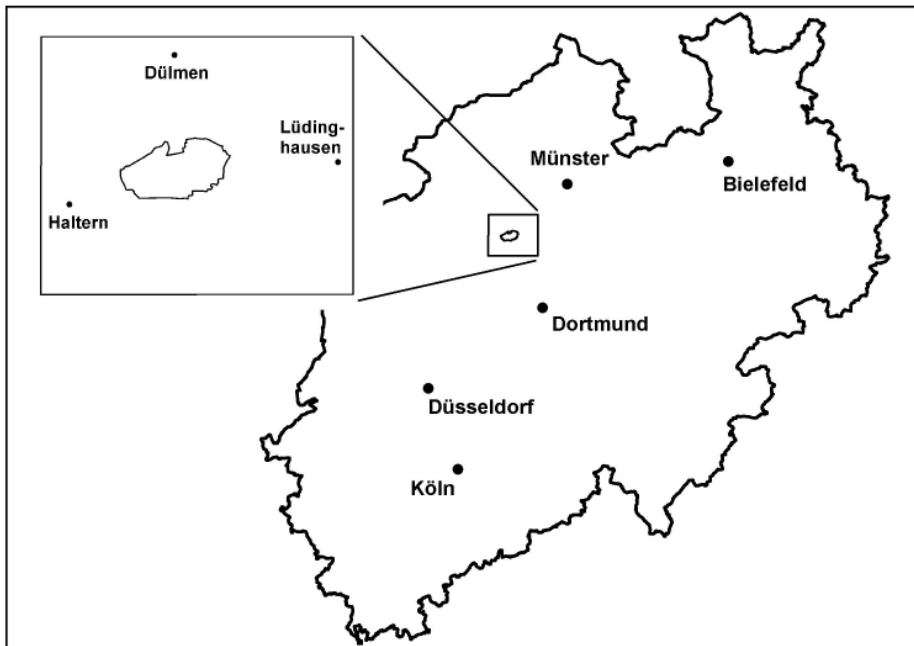 Dülmen
Lüding-
hausen
Haltern
Münster
Bielefeld
Dortmund
Düsseldorf
Köln